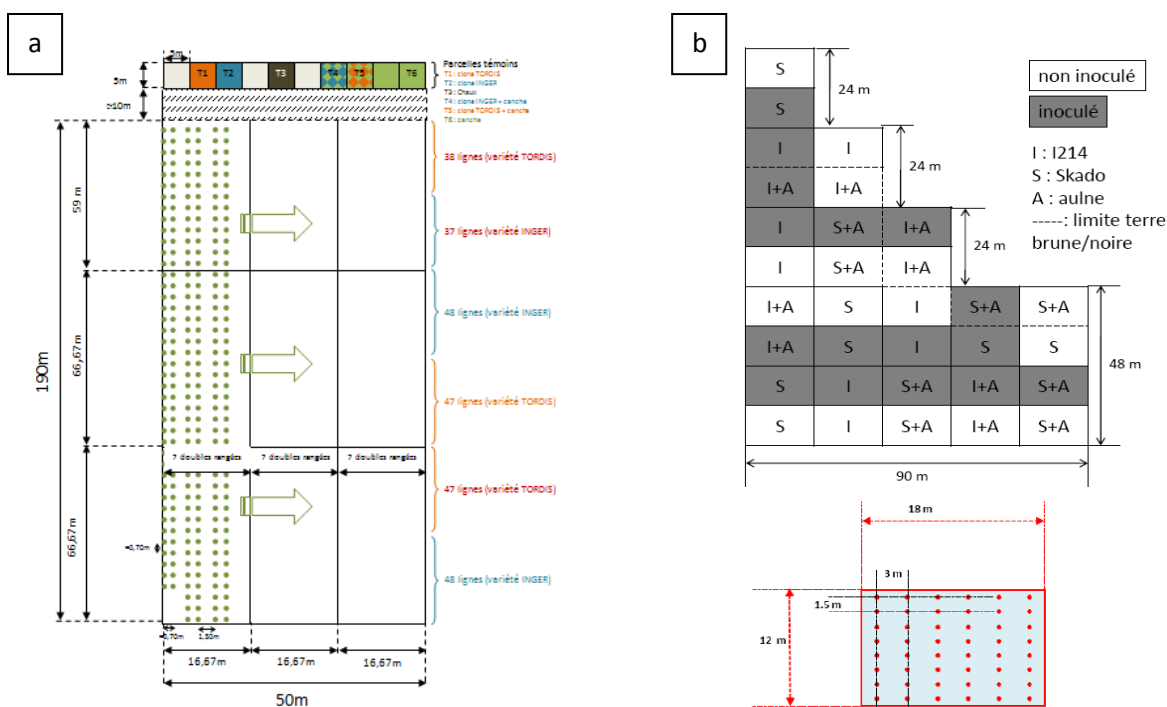 a
5m
5m
≈10m
T1
T2
T3
T4
T5
T6
Parcelles témoins
T1 : clone TORDIS
T2 : clone INGER
T3 : Chaux
T4 : clone INGER + canche
T5 : clone TORDIS + canche
T6 : canche
190m
59 m
66,67m
66,67m
38 lignes (variété TORDIS)
37 lignes (variété INGER)
48 lignes (variété INGER)
47 lignes (variété TORDIS)
47 lignes (variété TORDIS)
48 lignes (variété INGER)
7 doubles rangées
7 doubles rangées
7 doubles rangées
≈0,70m
≈0,70m
1,50m
16,67m
16,67m
16,67m
50m
b
S
S
I
I
I+A
I+A
I
S+A
I+A
I
S+A
I+A
I+A
S
I
S+A
S+A
I+A
S
I
S
S
S
I
S+A
I+A
S+A
S
I
S+A
I+A
S+A
24 m
24 m
24 m
48 m
90 m
non inoculé
inoculé
I : I214
S : Skado
A : aulne
-----: limite terre
brune/noire
18 m
3 m
1.5 m
12 m